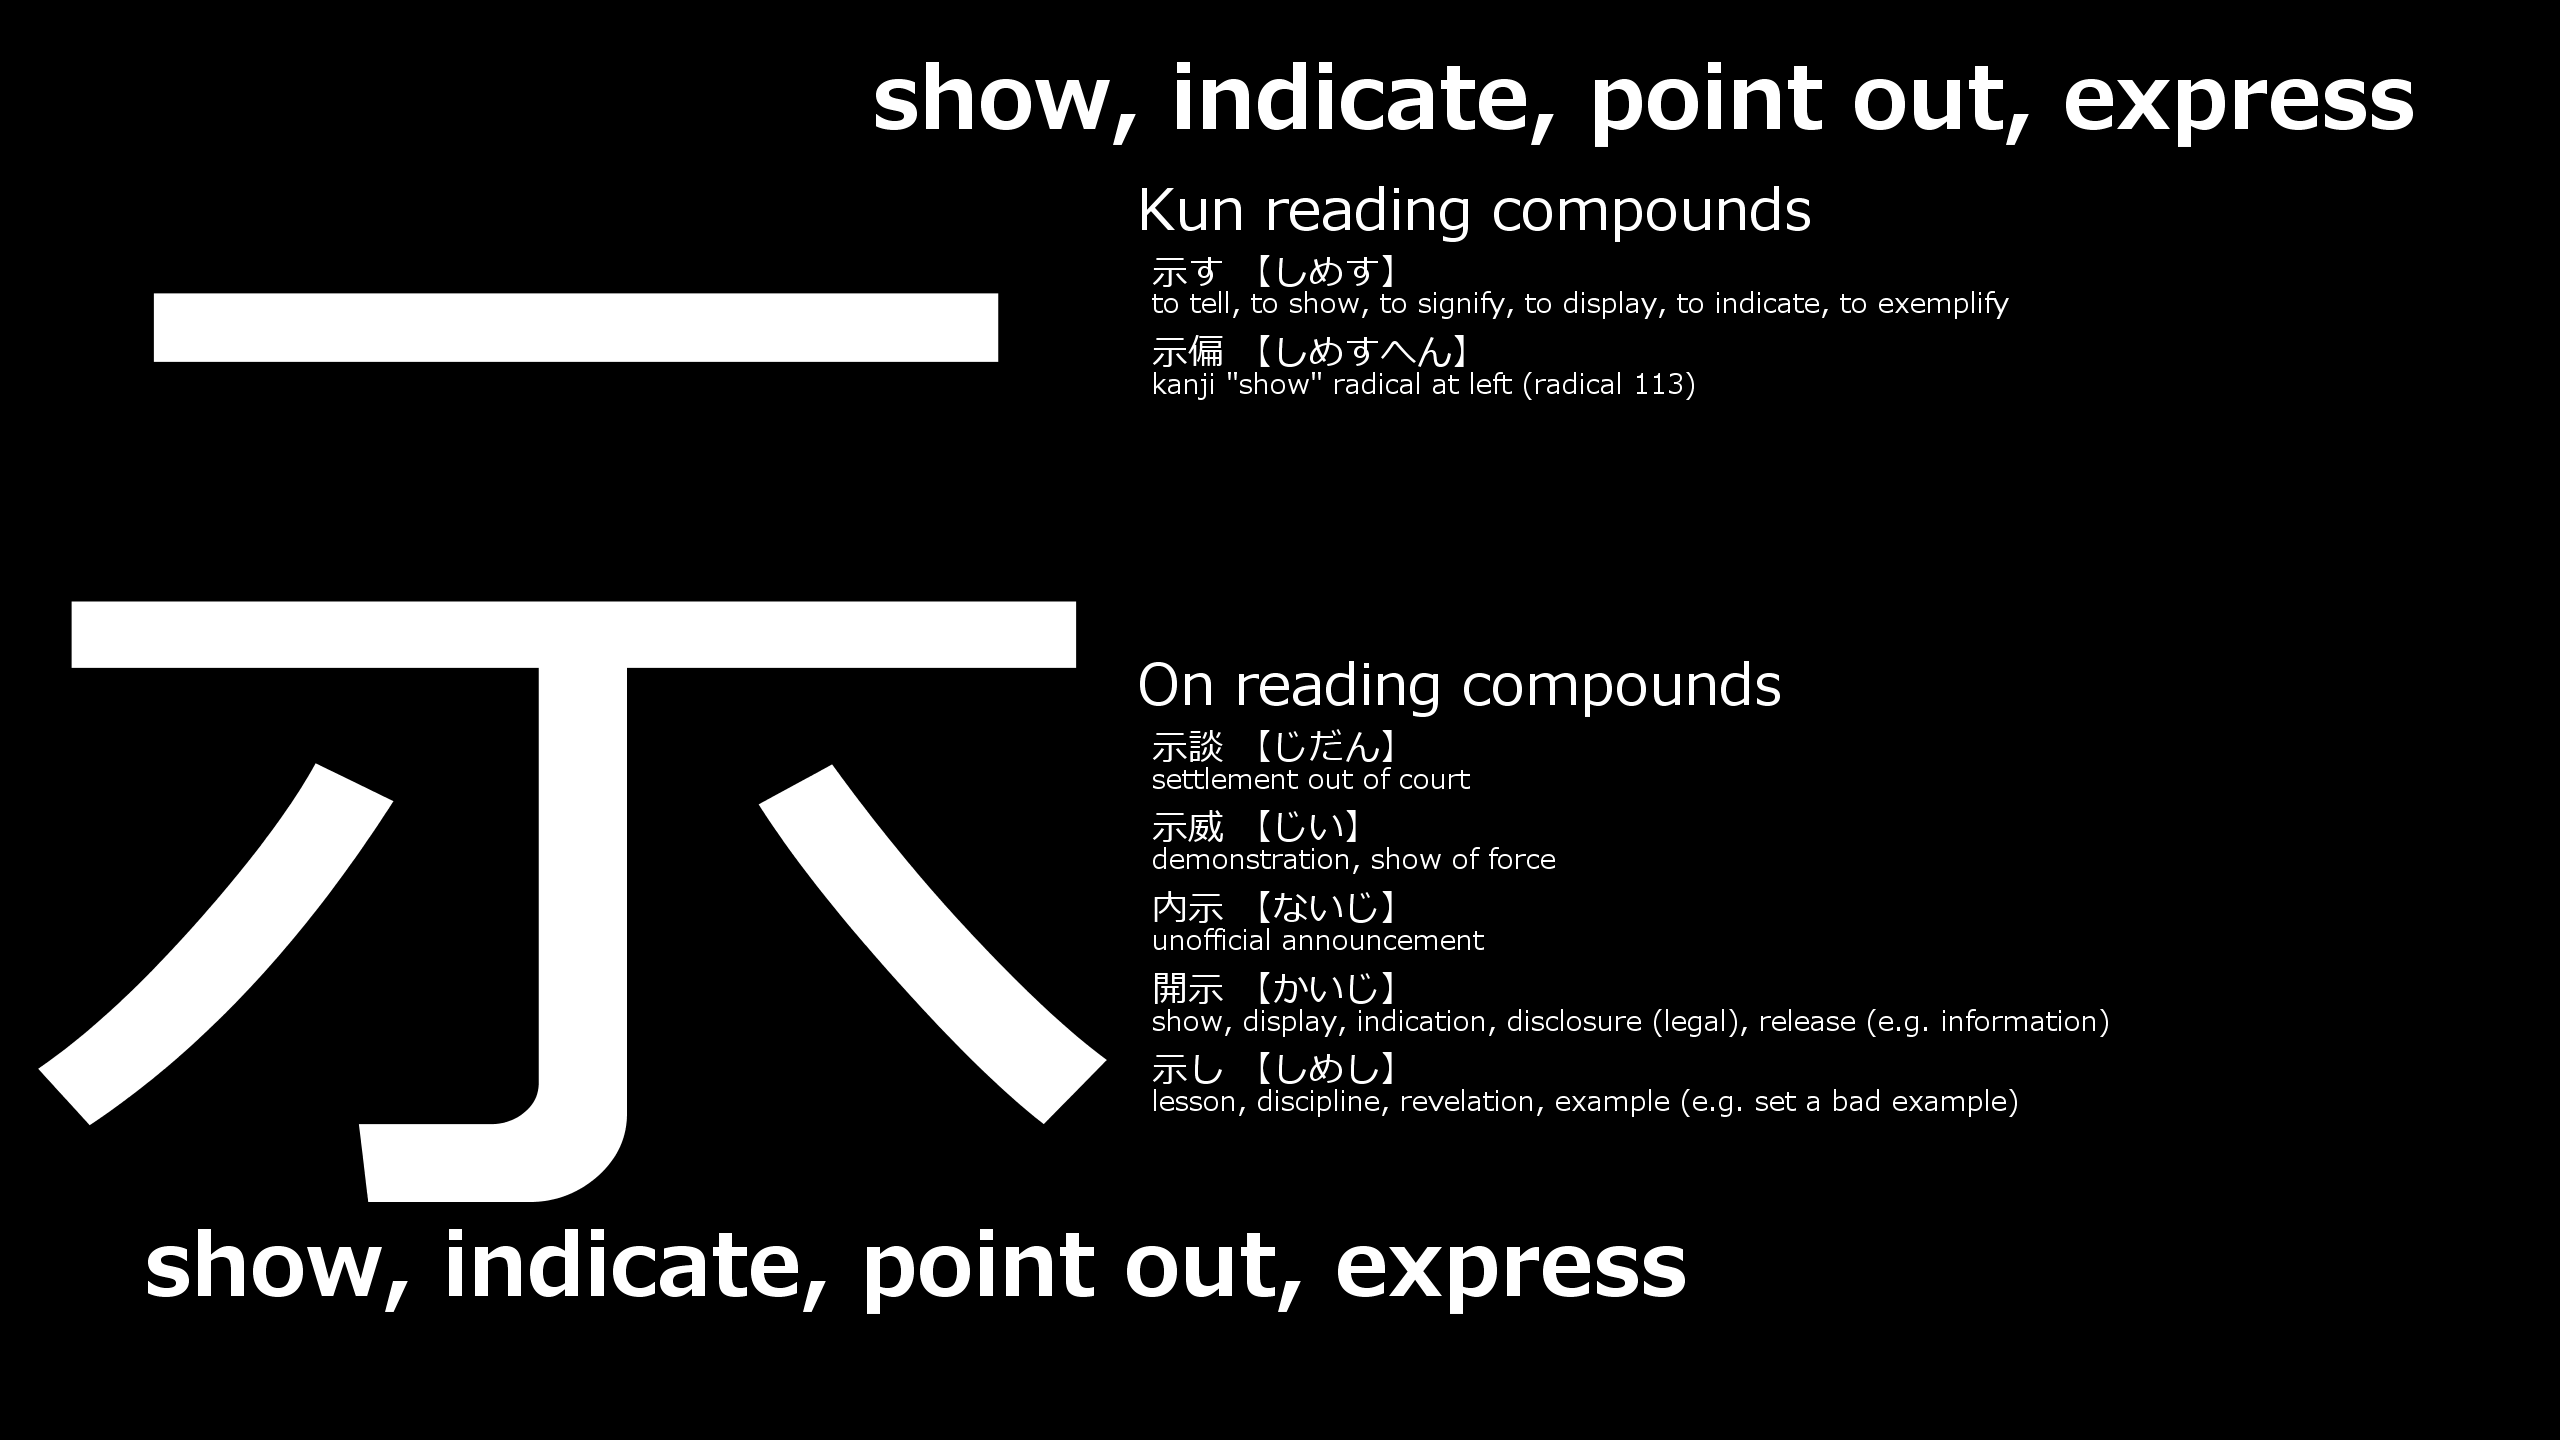 show, indicate, point out, express
示
Kun reading compounds
示す 【しめす】
to tell, to show, to signify, to display, to indicate, to exemplify
示偏 【しめすへん】
kanji "show" radical at left (radical 113)
On reading compounds
示談 【じだん】
settlement out of court
示威 【じい】
demonstration, show of force
内示 【ないじ】
unofficial announcement
開示 【かいじ】
show, display, indication, disclosure (legal), release (e.g. information)
示し 【しめし】
lesson, discipline, revelation, example (e.g. set a bad example)
show, indicate, point out, express